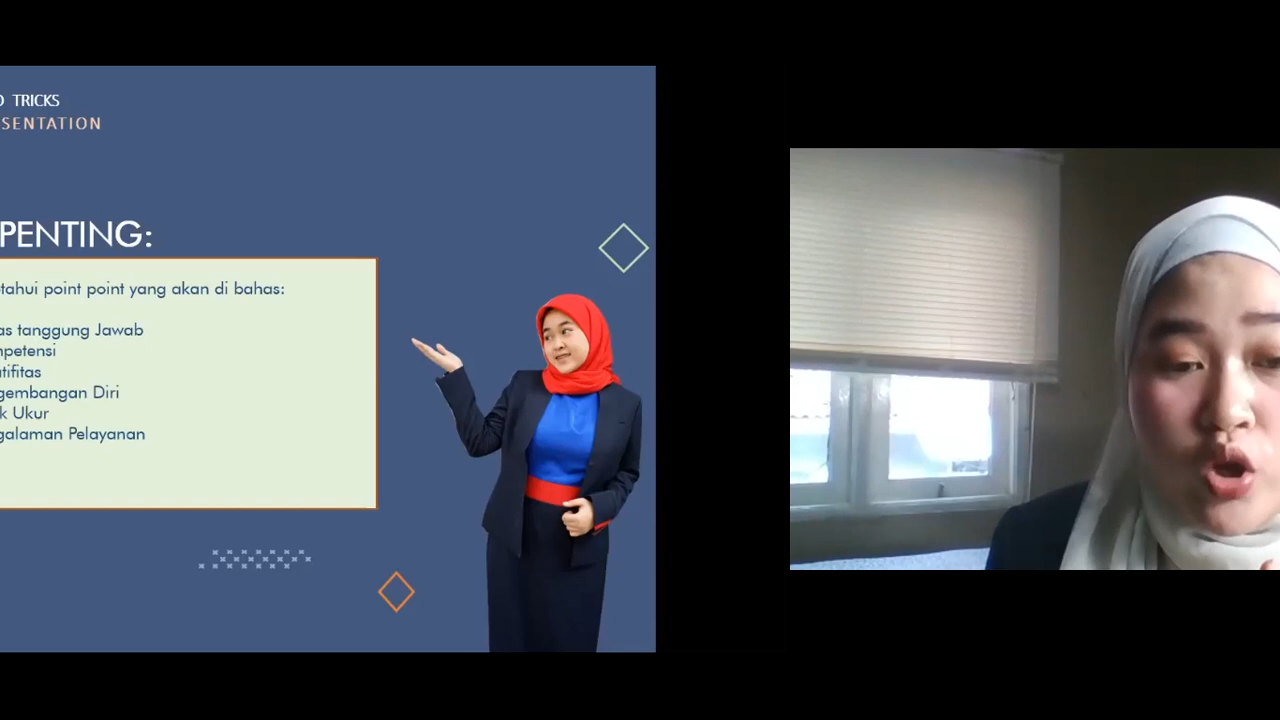 TRICKS
SENTATION
PENTING:
tahui point point yang akan di bahas:
as tanggung Jawab
npetensi
tifitas
gembangan Diri
k Ukur
galaman Pelayanan